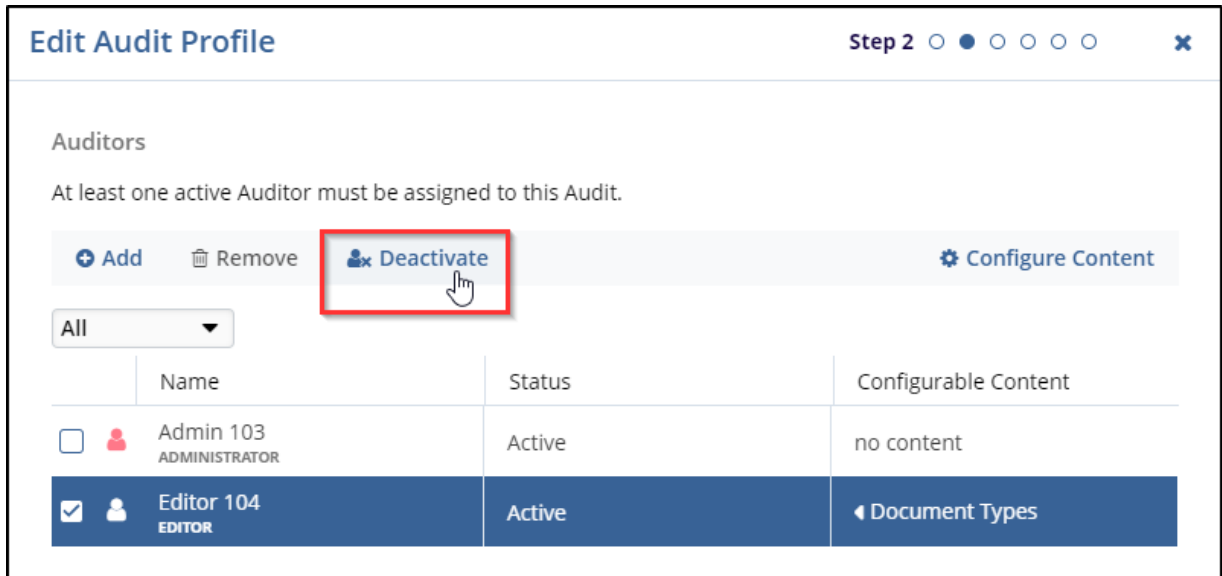 Edit Audit Profile
Step 2
Auditors
At least one active Auditor must be assigned to this Audit.
Add Remove Deactivate Configure Content
All
Name Status Configurable Content
Admin 103 Active no content
ADMINISTRATOR
Editor 104 Active Document Types
EDITOR